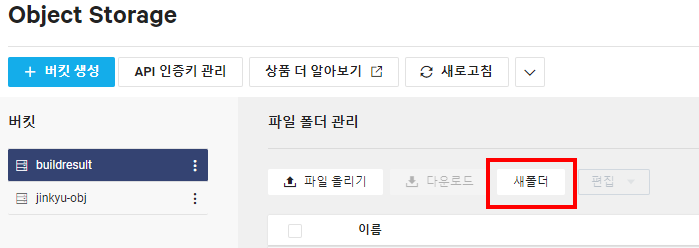 Object Storage
+ 버킷 생성
API 인증키 관리
상품 더 알아보기
새로고침
버킷
파일 폴더 관리
buildresult
jinkyu-obj
파일 올리기
다운로드
새폴더
편집
이름